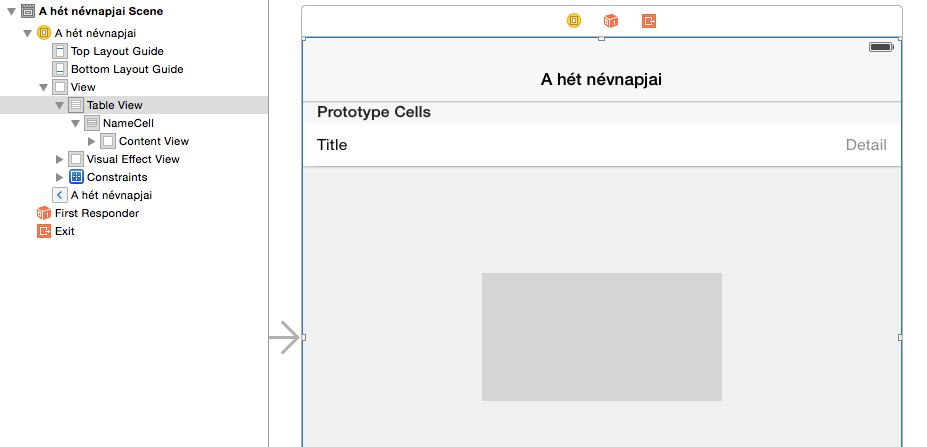 A hét névnapjai Scene
A hét névnapjai
Top Layout Guide
Bottom Layout Guide
View
Table View
NameCell
Content View
Visual Effect View
Constraints
A hét névnapjai
First Responder
Exit
A hét névnapjai
Prototype Cells
Title Detail